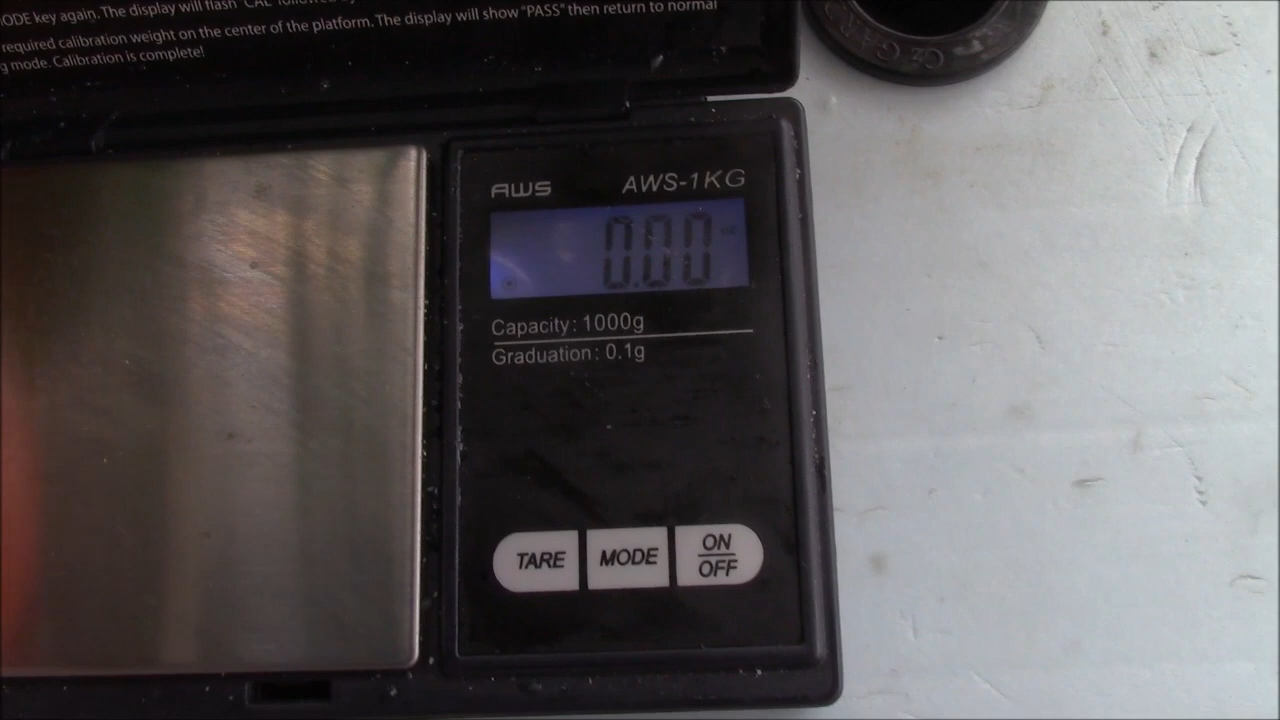 ODE key again. The display will flash "CAL"
required calibration weight on the center of the platform. The display will show "PASS" then return to normal
g mode. Calibration is complete!
AWS AWS-1KG
0.00
Capacity: 1000g
Graduation: 0.1g
TARE MODE ON
OFF